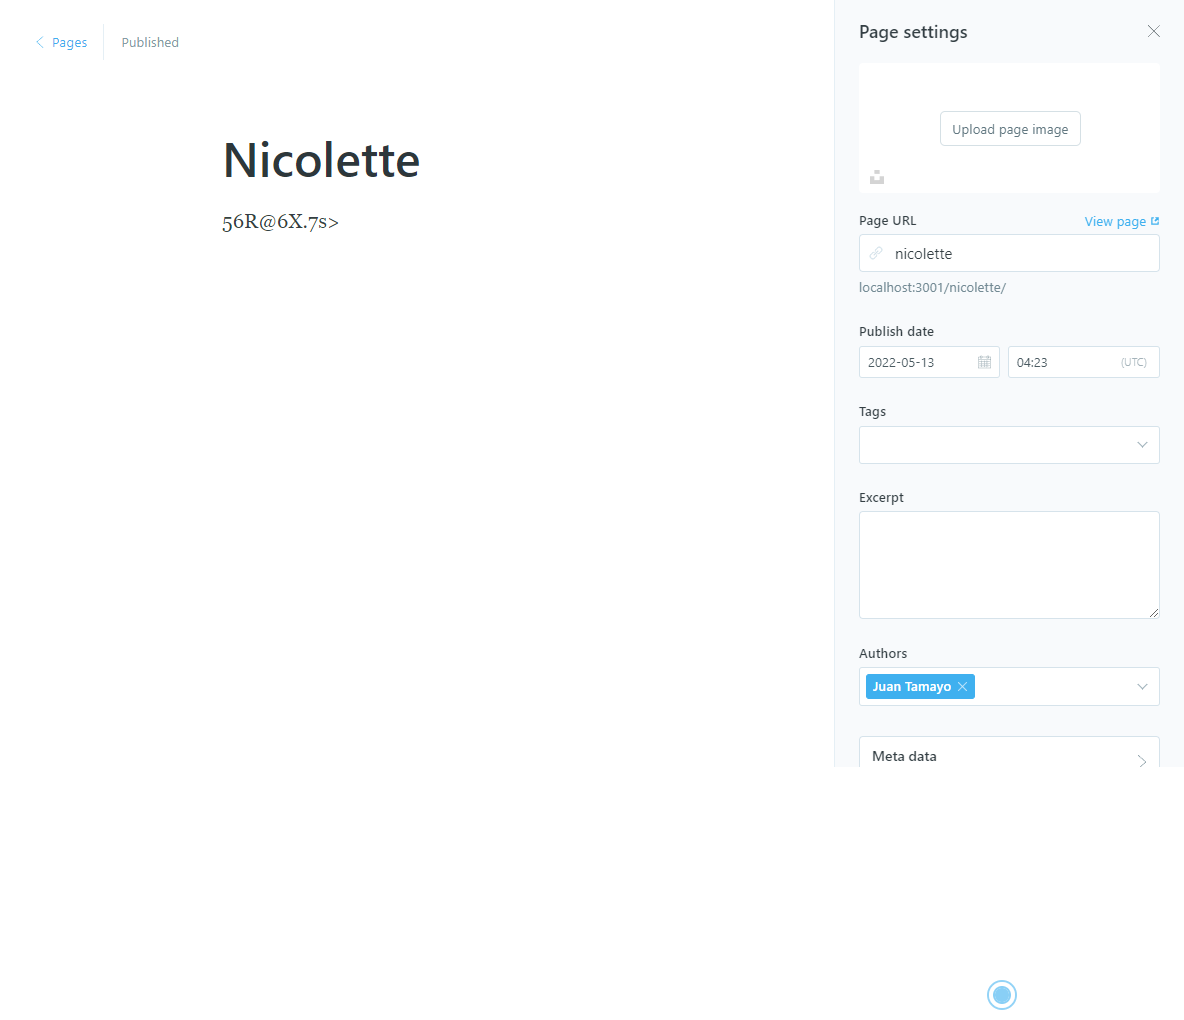 Pages
Published
Nicolette
56R@6X.7s>
Page settings
Upload page image
Page URL
View page
nicolette
localhost:3001/nicolette/
Publish date
2022-05-13
04:23
(UTC)
Tags
Excerpt
Authors
Juan Tamayo
Meta data